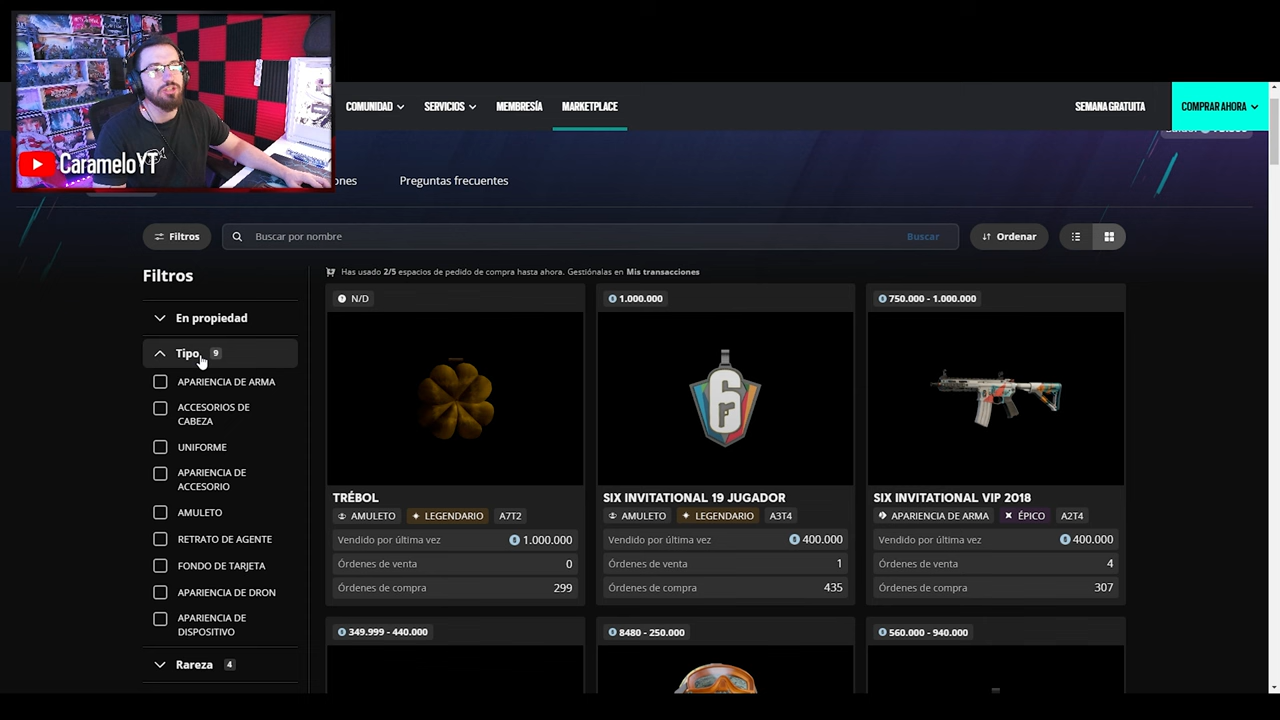 CarameloYT
COMUNIDAD
SERVICIOS
MEMBRESÍA
MARKETPLACE
SEMANA GRATUITA
COMPRAR AHORA
Preguntas frecuentes
Filtros
Buscar por nombre
Buscar
Ordenar
Filtros
Has usado 2/5 espacios de pedido de compra hasta ahora. Gestiónalas en Mis transacciones
En propiedad
Tipo 9
APARIENCIA DE ARMA
ACCESORIOS DE
CABEZA
UNIFORME
APARIENCIA DE
ACCESORIO
AMULETO
RETRATO DE AGENTE
FONDO DE TARJETA
APARIENCIA DE DRON
APARIENCIA DE
DISPOSITIVO
Rareza 4
N/D
TRÉBOL
AMULETO LEGENDARIO A7T2
Vendido por última vez 1.000.000
Órdenes de venta 0
Órdenes de compra 299
1.000.000
6
SIX INVITATIONAL 19 JUGADOR
AMULETO LEGENDARIO A3T4
Vendido por última vez 400.000
Órdenes de venta 1
Órdenes de compra 435
750.000 - 1.000.000
SIX INVITATIONAL VIP 2018
APARIENCIA DE ARMA ÉPICO A2T4
Vendido por última vez 400.000
Órdenes de venta 4
Órdenes de compra 307
349.999 - 440.000
8480 - 250.000
560.000 - 940.000